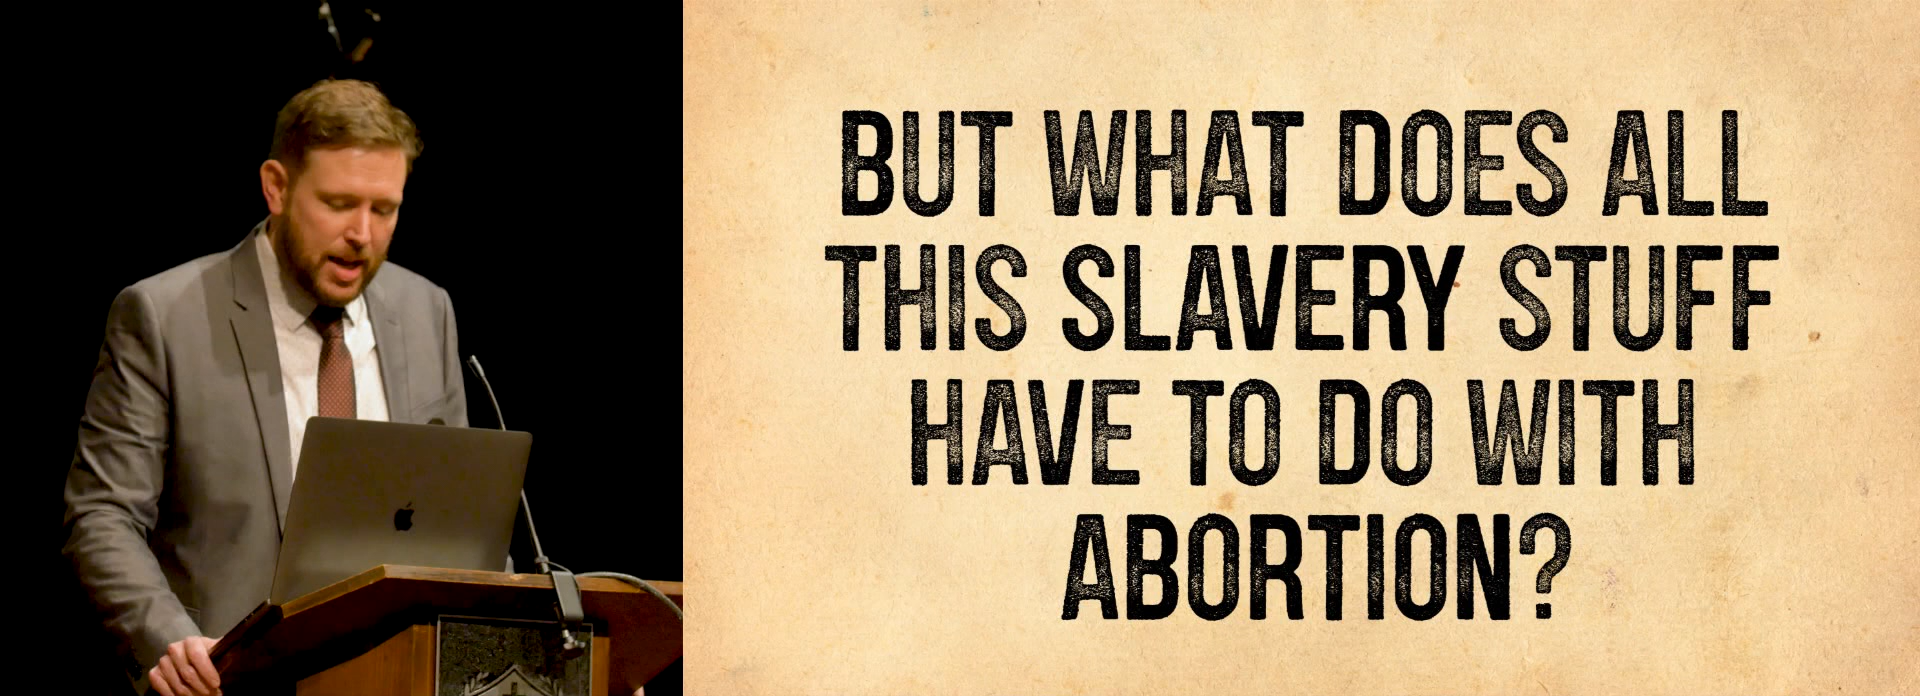 BUT WHAT DOES ALL
THIS SLAVERY STUFF
HAVE TO DO WITH
ABORTION?